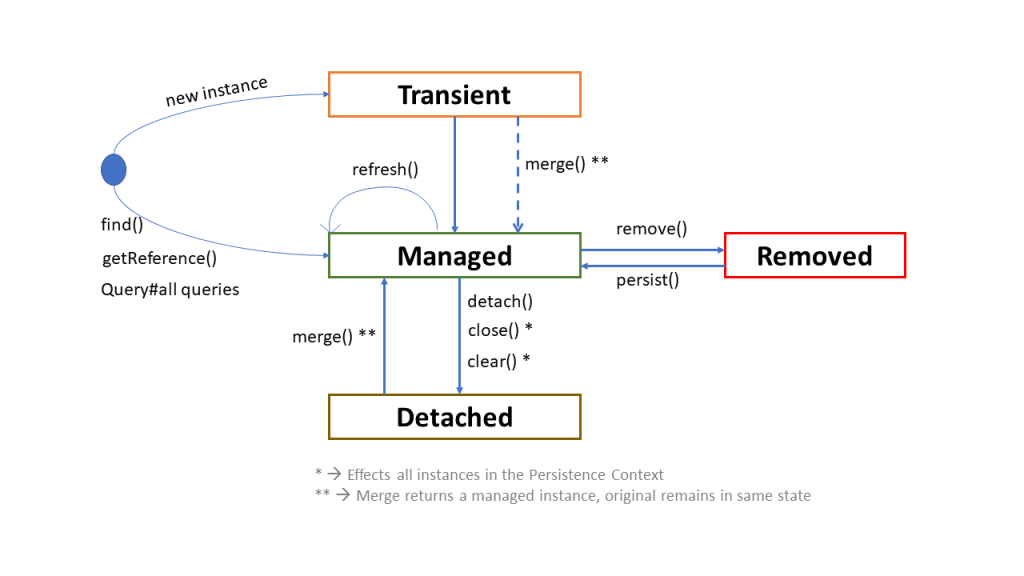 new instance
Transient
merge() **
refresh()
find()
getReference()
Query#all queries
Managed
remove()
persist()
Removed
merge() **
detach()
close() *
clear() *
Detached
* → Effects all instances in the Persistence Context
** → Merge returns a managed instance, original remains in same state